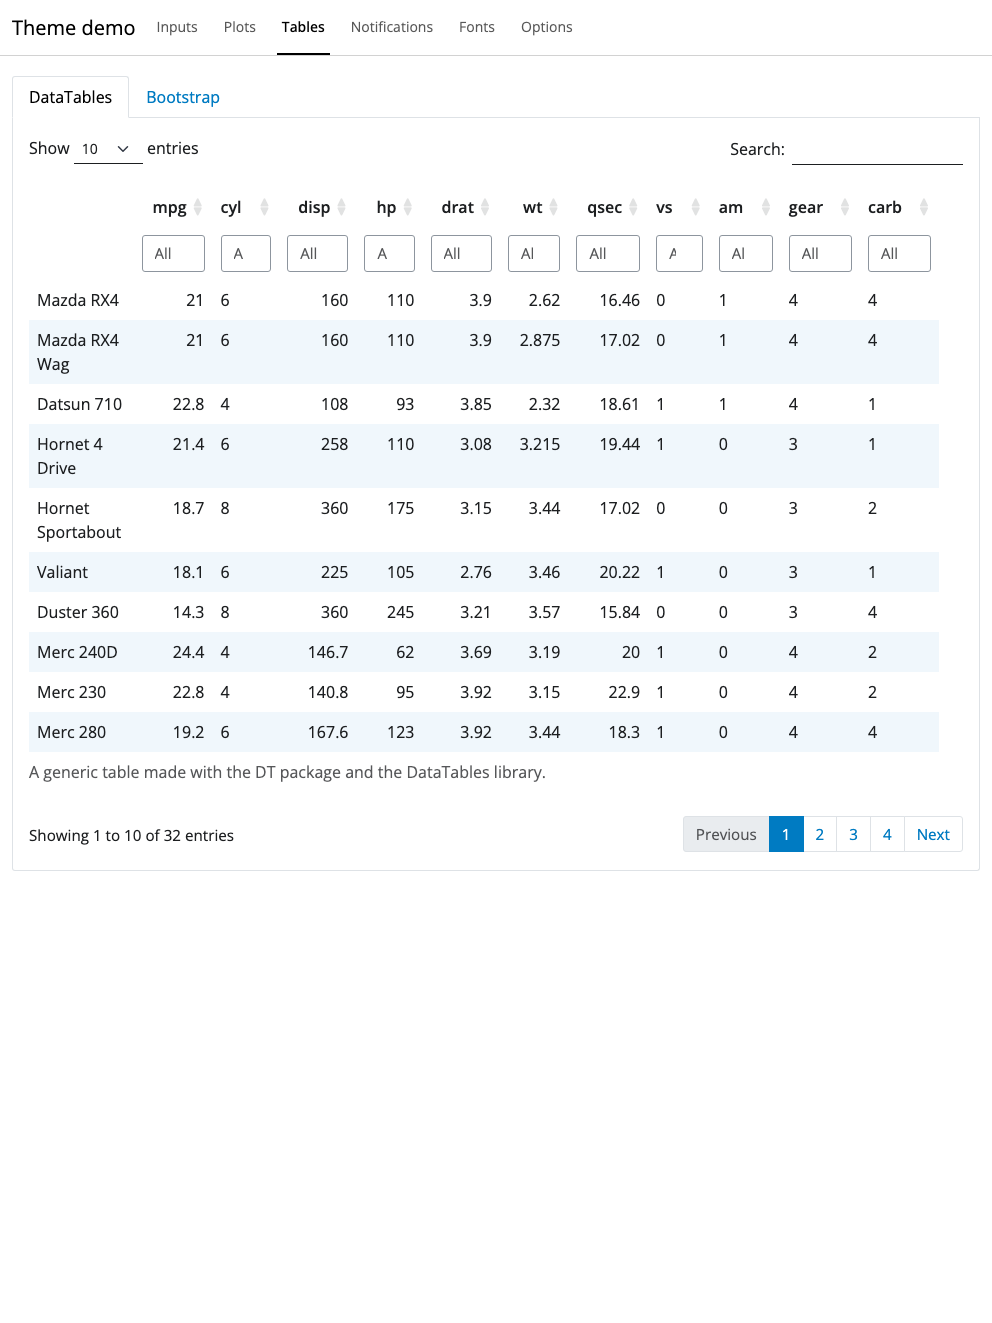 Theme demo Inputs Plots Tables Notifications Fonts Options
DataTables Bootstrap
Show 10 entries Search:
mpg cyl disp hp drat wt qsec vs am gear carb
All A All A All Al All A Al All All
Mazda RX4 21 6 160 110 3.9 2.62 16.46 0 1 4 4
Mazda RX4 21 6 160 110 3.9 2.875 17.02 0 1 4 4
Wag
Datsun 710 22.8 4 108 93 3.85 2.32 18.61 1 1 4 1
Hornet 4 21.4 6 258 110 3.08 3.215 19.44 1 0 3 1
Drive
Hornet 18.7 8 360 175 3.15 3.44 17.02 0 0 3 2
Sportabout
Valiant 18.1 6 225 105 2.76 3.46 20.22 1 0 3 1
Duster 360 14.3 8 360 245 3.21 3.57 15.84 0 0 3 4
Merc 240D 24.4 4 146.7 62 3.69 3.19 20 1 0 4 2
Merc 230 22.8 4 140.8 95 3.92 3.15 22.9 1 0 4 2
Merc 280 19.2 6 167.6 123 3.92 3.44 18.3 1 0 4 4
A generic table made with the DT package and the DataTables library.
Showing 1 to 10 of 32 entries Previous 1 2 3 4 Next